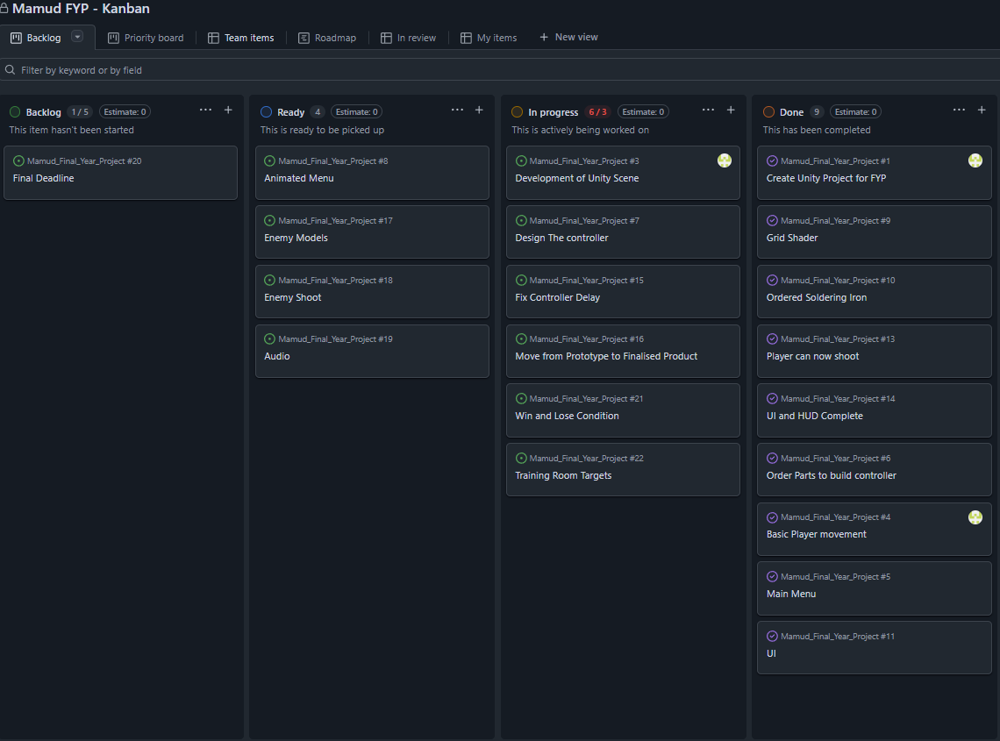 Mamud FYP - Kanban
Backlog
Priority board
Team items
Roadmap
In review
My items
+ New view
Filter by keyword or by field
Backlog 1 / 5 Estimate: 0
This item hasn't been started
Mamud_Final_Year_Project #20
Final Deadline
Ready 4 Estimate: 0
This is ready to be picked up
Mamud_Final_Year_Project #8
Animated Menu
Mamud_Final_Year_Project #17
Enemy Models
Mamud_Final_Year_Project #18
Enemy Shoot
Mamud_Final_Year_Project #19
Audio
In progress 6 / 3 Estimate: 0
This is actively being worked on
Mamud_Final_Year_Project #3
Development of Unity Scene
Mamud_Final_Year_Project #7
Design The controller
Mamud_Final_Year_Project #15
Fix Controller Delay
Mamud_Final_Year_Project #16
Move from Prototype to Finalised Product
Mamud_Final_Year_Project #21
Win and Lose Condition
Mamud_Final_Year_Project #22
Training Room Targets
Done 9 Estimate: 0
This has been completed
Mamud_Final_Year_Project #1
Create Unity Project for FYP
Mamud_Final_Year_Project #9
Grid Shader
Mamud_Final_Year_Project #10
Ordered Soldering Iron
Mamud_Final_Year_Project #13
Player can now shoot
Mamud_Final_Year_Project #14
UI and HUD Complete
Mamud_Final_Year_Project #6
Order Parts to build controller
Mamud_Final_Year_Project #4
Basic Player movement
Mamud_Final_Year_Project #5
Main Menu
Mamud_Final_Year_Project #11
UI